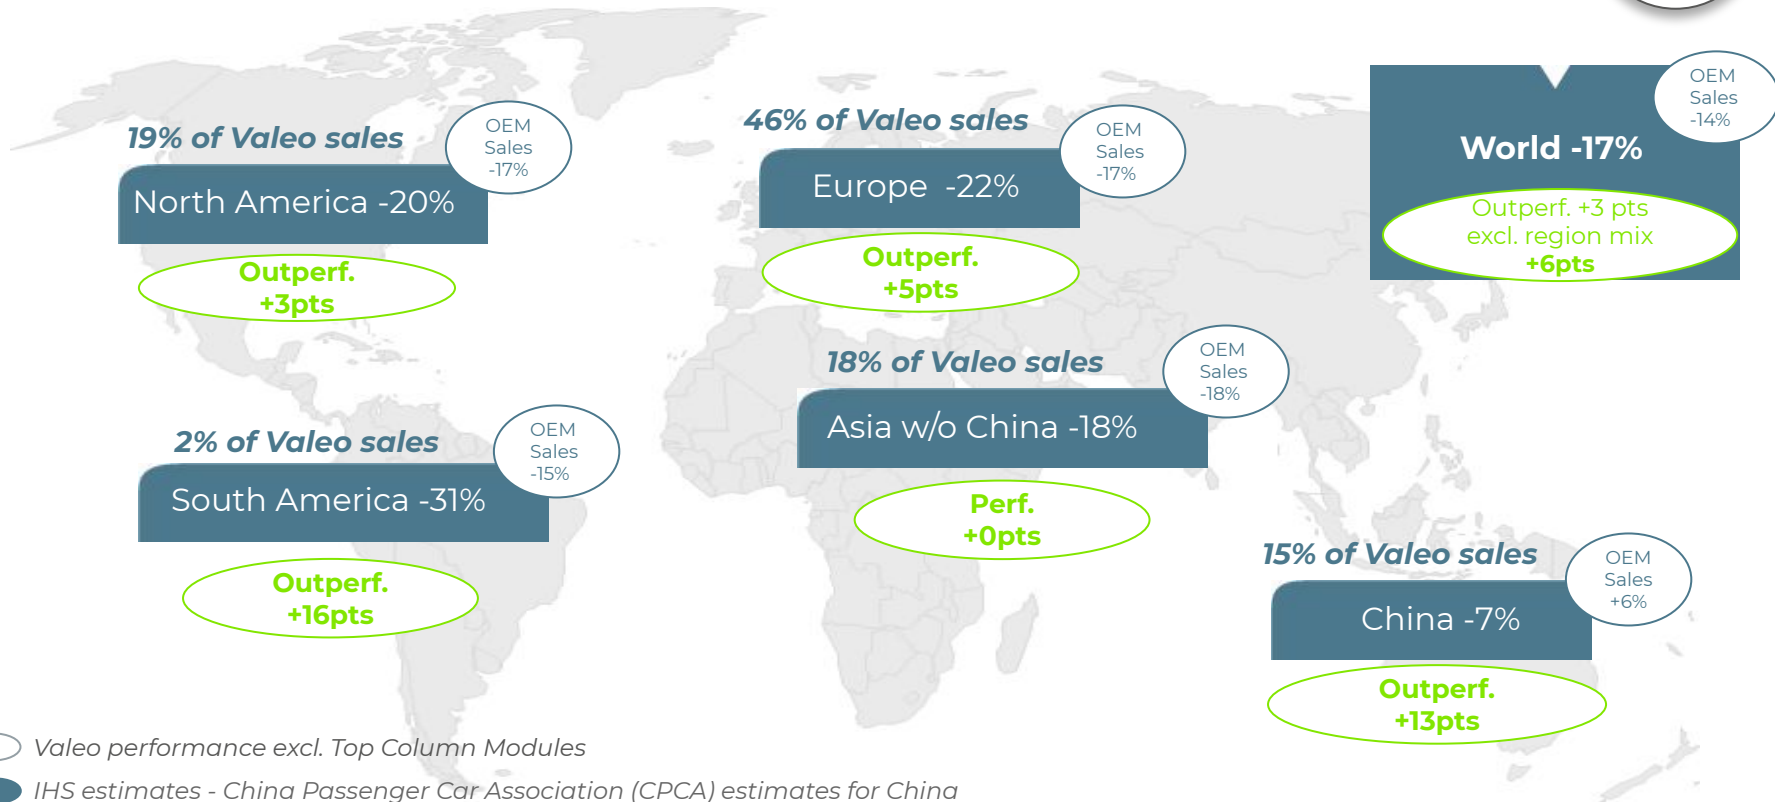 19% of Valeo sales
OEM
Sales
-17%
North America -20%
Outperf.
+3pts
46% of Valeo sales
OEM
Sales
-17%
Europe -22%
Outperf.
+5pts
OEM
Sales
-14%
World -17%
Outperf. +3 pts
excl. region mix
+6pts
18% of Valeo sales
OEM
Sales
-18%
Asia w/o China -18%
Perf.
+0pts
2% of Valeo sales
OEM
Sales
-15%
South America -31%
Outperf.
+16pts
15% of Valeo sales
OEM
Sales
+6%
China -7%
Outperf.
+13pts
Valeo performance excl. Top Column Modules
IHS estimates - China Passenger Car Association (CPCA) estimates for China